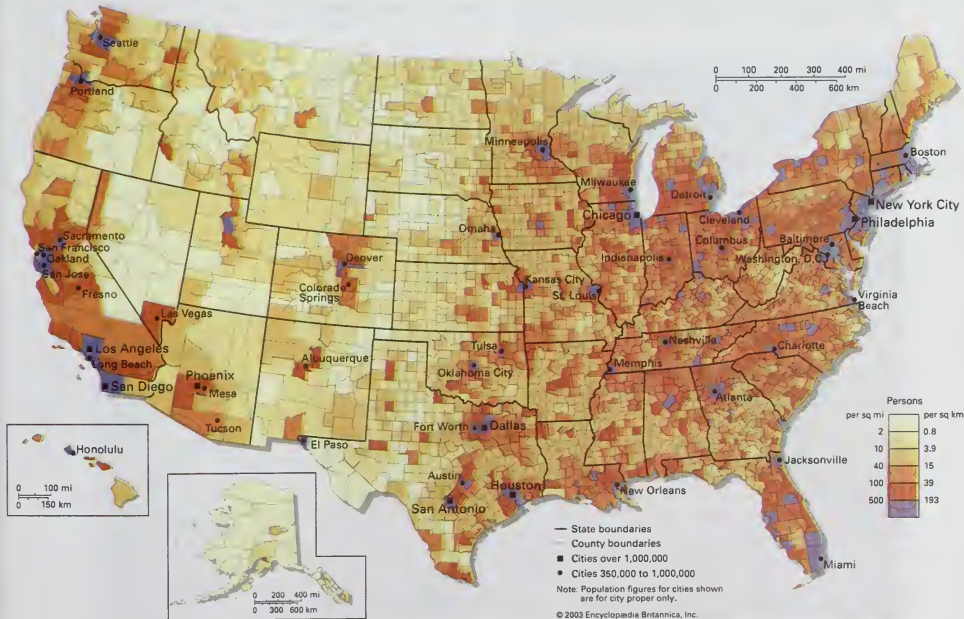 Seattle
Portland
Sacramento
San Francisco
Oakland
San Jose
Fresno
Las Vegas
Los Angeles
Long Beach
San Diego
Phoenix
Mesa
Tucson
Albuquerque
Denver
Colorado
Springs
El Paso
Omaha
Minneapolis
Milwaukee
Chicago
Detroit
Cleveland
Columbus
Indianapolis
Kansas City
St. Louis
Tulsa
Oklahoma City
Fort Worth
Dallas
Austin
Houston
San Antonio
New Orleans
Memphis
Nashville
Charlotte
Atlanta
Jacksonville
Miami
Virginia
Beach
Washington, D.C.
Baltimore
Philadelphia
New York City
Boston
0 100 200 300 400 mi
0 200 400 600 km
Honolulu
0 100 mi
0 150 km
0 200 400 mi
0 300 600 km
Persons
per sq mi per sq km
2 0.8
10 3.9
40 15
100 39
500 193
State boundaries
County boundaries
Cities over 1,000,000
Cities 350,000 to 1,000,000
Note: Population figures for cities shown
are for city proper only.
© 2003 Encyclopædia Britannica, Inc.